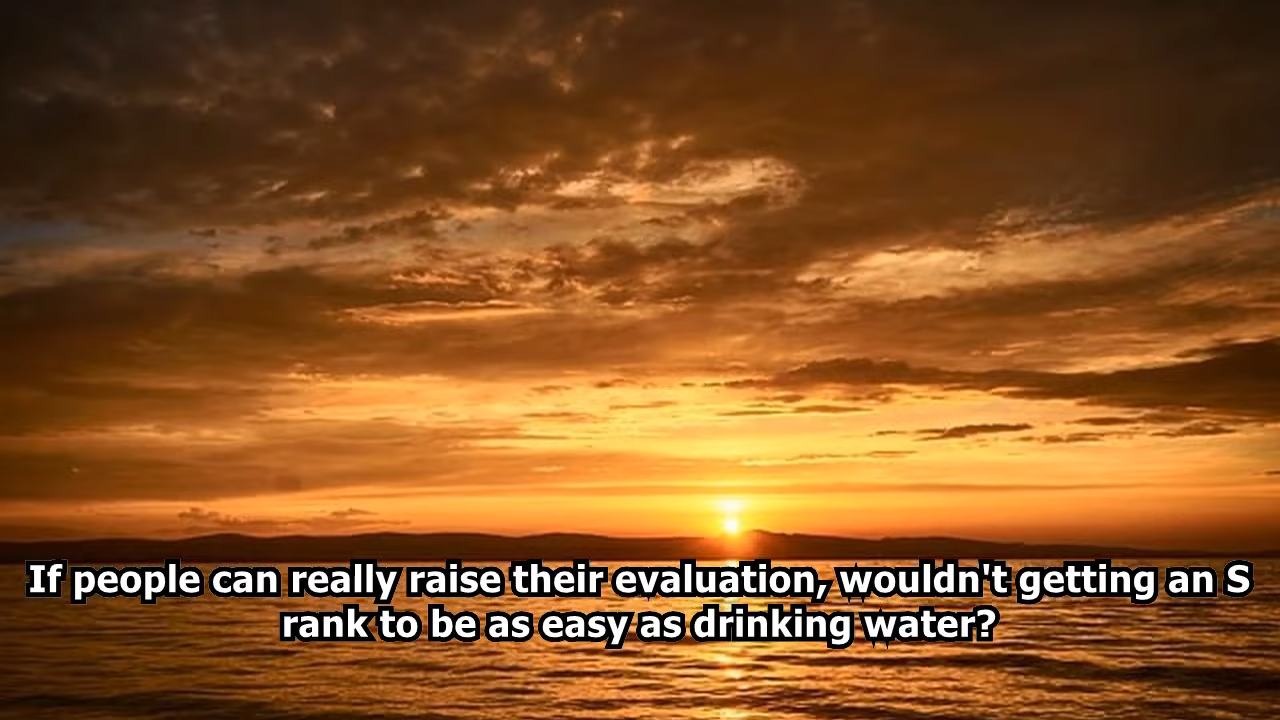 If people can really raise their evaluation, wouldn't getting an S
rank to be as easy as drinking water?